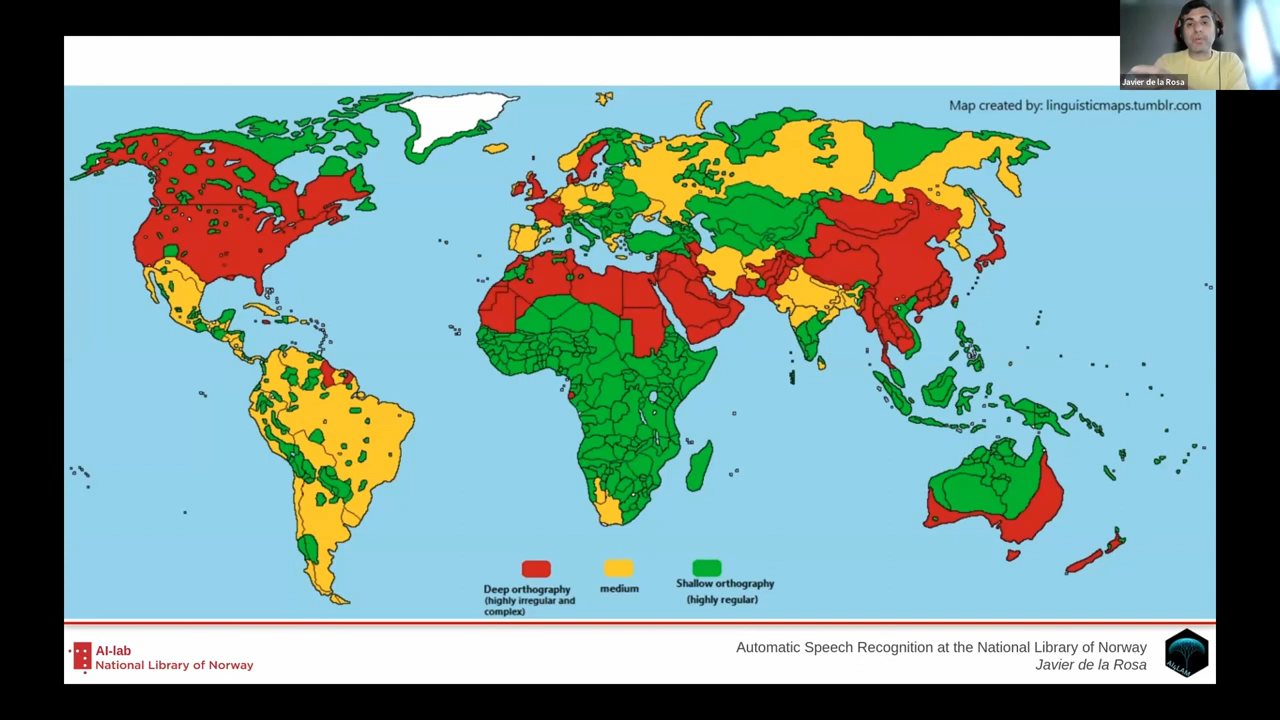 Javier de la Rosa
Map created by: linguisticmaps.tumblr.com
Deep orthography
(highly irregular and
complex)
medium
Shallow orthography
(highly regular)
AI-lab
National Library of Norway
Automatic Speech Recognition at the National Library of Norway
Javier de la Rosa